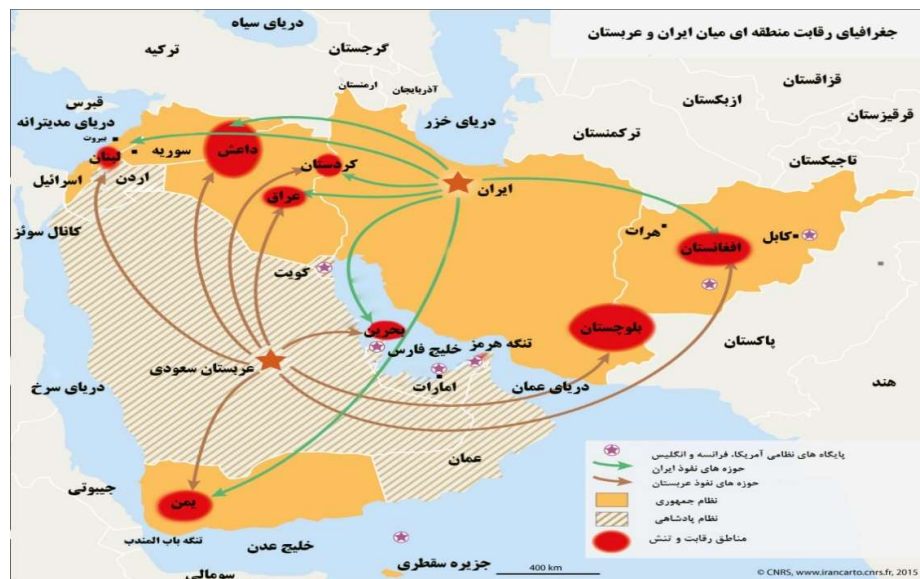 جغرافیای رقابت منطقه ای میان ایران و عربستان
دریای سیاه
ترکیه
گرجستان
ارمنستان
آذربایجان
قزاقستان
ازبکستان
قرقیزستان
ترکمنستان
تاجیکستان
دریای خزر
قبرس
دریای مدیترانه
بیروت
لبنان
سوریه
داعش
کردستان
ایران
اسرائیل
اردن
عراق
کانال سوئز
هرات
کابل
افغانستان
کویت
بحرین
خلیج فارس
تنگه هرمز
بلوچستان
پاکستان
هند
عربستان سعودی
امارات
دریای عمان
دریای سرخ
عمان
جیبوتی
یمن
تنگه باب المندب
خلیج عدن
جزیره سقطری
سومالی
پایگاه های نظامی آمریکا، فرانسه و انگلیس
حوزه های نفوذ ایران
حوزه های نفوذ عربستان
نظام جمهوری
نظام پادشاهی
مناطق رقابت و تنش
400 km
© CNRS, www.irancarto.cnrs.fr, 2015